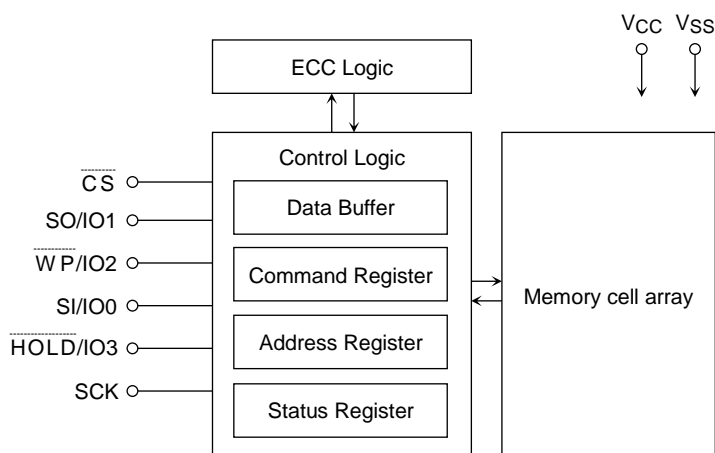 VCC VSS
ECC Logic
Control Logic
CS
Data Buffer
SO/IO1
WP/IO2
Command Register
SI/IO0
Memory cell array
HOLD/IO3
Address Register
SCK
Status Register